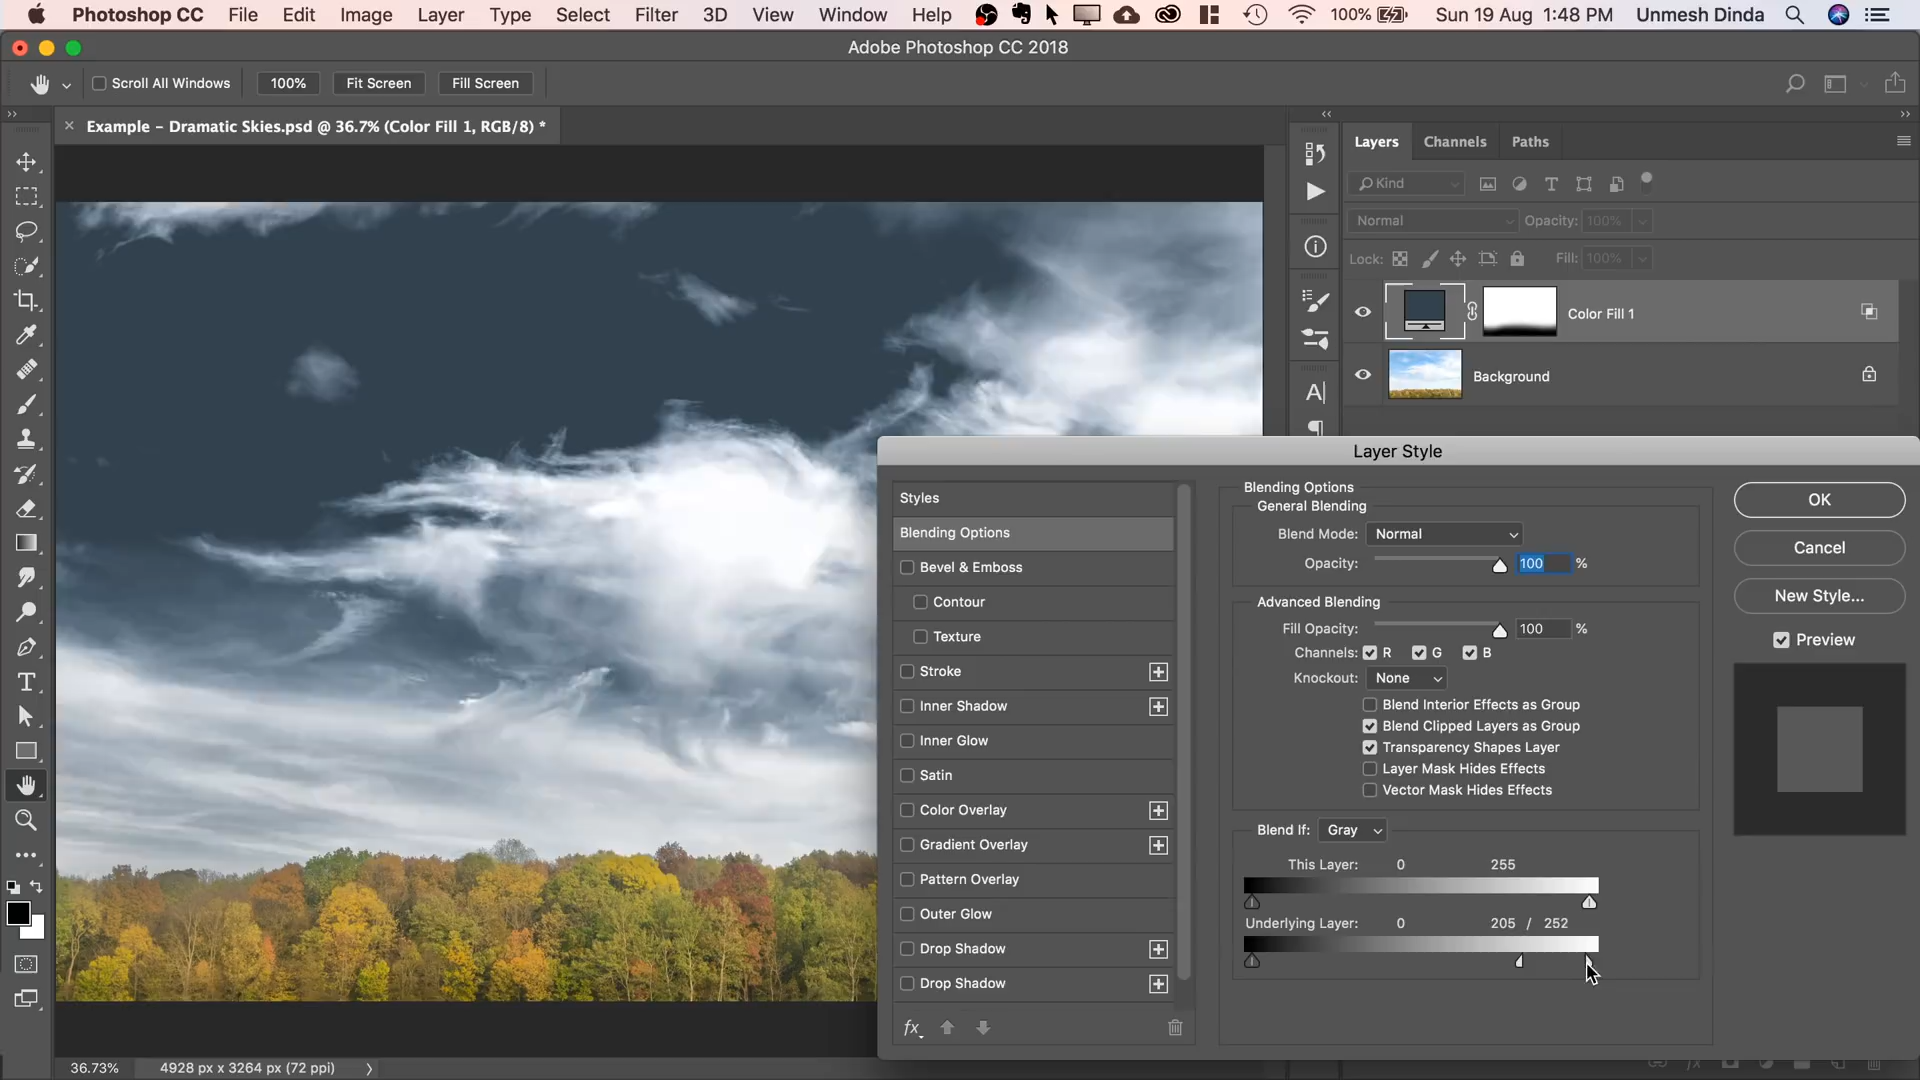 Photoshop CC File Edit Image Layer Type Select Filter 3D View Window Help 100% Sun 19 Aug 1:48 PM Unmesh Dinda
Adobe Photoshop CC 2018
Scroll All Windows 100% Fit Screen Fill Screen
Example - Dramatic Skies.psd @ 36.7% (Color Fill 1, RGB/8) *
Layers Channels Paths
Kind
Normal Opacity: 100%
Lock: Fill: 100%
Color Fill 1
Background
Layer Style
Styles
Blending Options
Bevel & Emboss
Contour
Texture
Stroke
Inner Shadow
Inner Glow
Satin
Color Overlay
Gradient Overlay
Pattern Overlay
Outer Glow
Drop Shadow
Drop Shadow
fx
Blending Options
General Blending
Blend Mode: Normal
Opacity: 100 %
Advanced Blending
Fill Opacity: 100 %
Channels: R G B
Knockout: None
Blend Interior Effects as Group
Blend Clipped Layers as Group
Transparency Shapes Layer
Layer Mask Hides Effects
Vector Mask Hides Effects
Blend If: Gray
This Layer: 0 255
Underlying Layer: 0 205 / 252
OK
Cancel
New Style...
Preview
36.73% 4928 px x 3264 px (72 ppi)